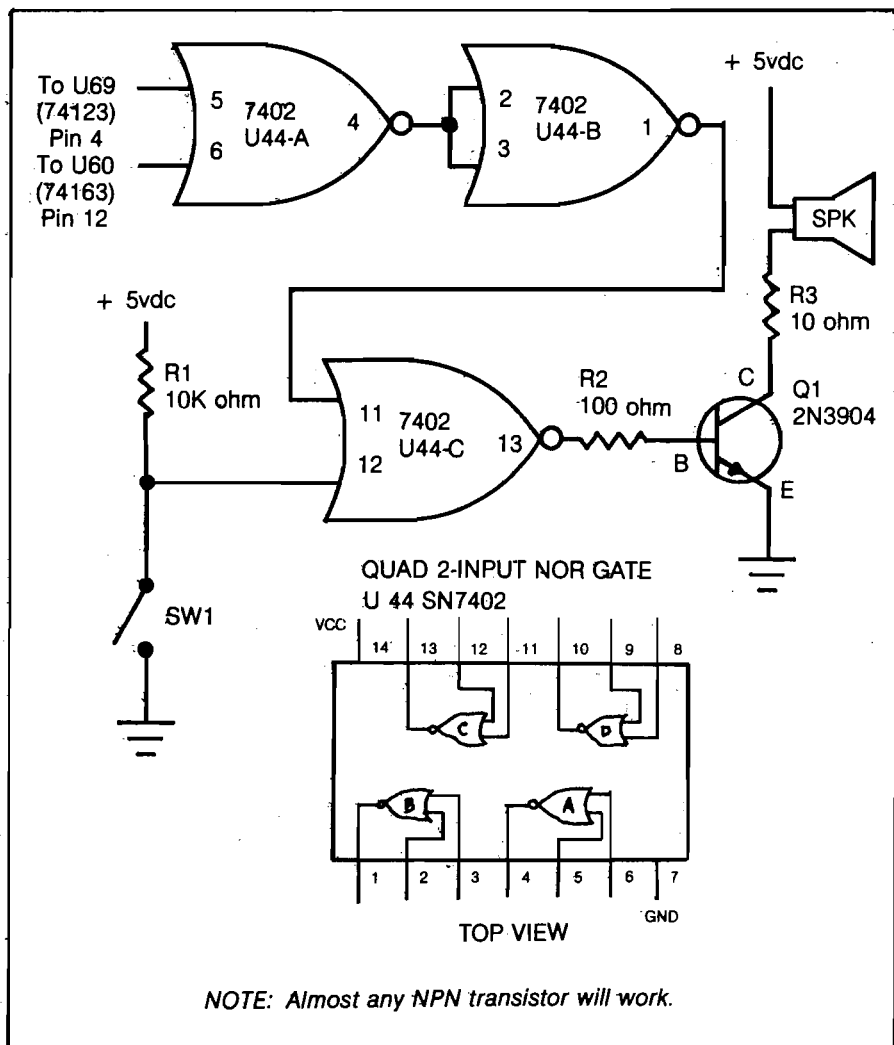 To U69
(74123)
Pin 4
To U60
(74163)
Pin 12
5
6
7402
U44-A
4
2
3
7402
U44-B
1
+ 5vdc
SPK
R3
10 ohm
+ 5vdc
R1
10K ohm
11
12
7402
U44-C
13
R2
100 ohm
B
C
E
Q1
2N3904
SW1
QUAD 2-INPUT NOR GATE
U 44 SN7402
VCC
14 13 12 11 10 9 8
C D
B A
1 2 3 4 5 6 7
GND
TOP VIEW
NOTE: Almost any NPN transistor will work.